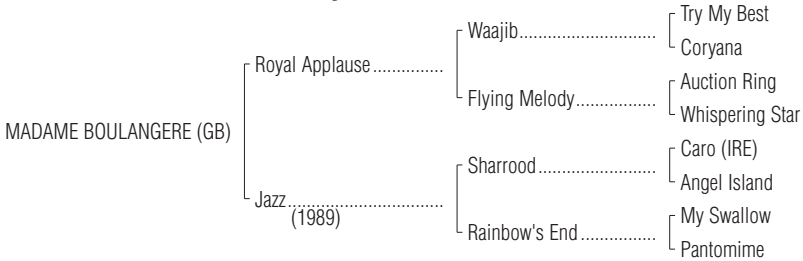 Try My Best
Waajib
Coryana
Royal Applause
Auction Ring
Flying Melody
Whispering Star
MADAME BOULANGERE (GB)
Caro (IRE)
Sharrood
Angel Island
Jazz
(1989)
My Swallow
Rainbow's End
Pantomime